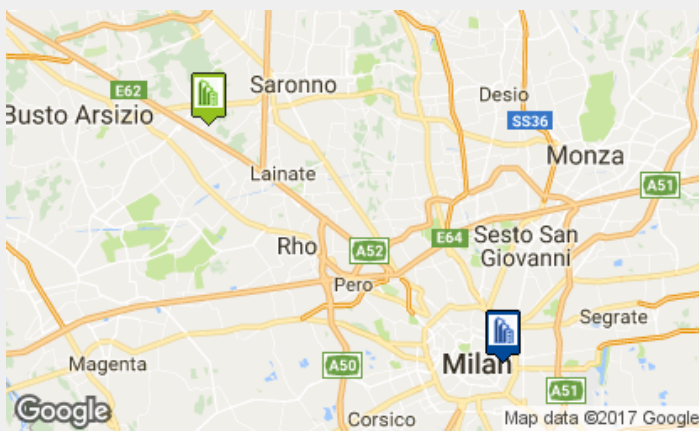 E62
Saronno
Desio
Busto Arsizio
SS36
Monza
Lainate
A51
Rho
A52
E64
Sesto San
Giovanni
Pero
Segrate
Magenta
A50
Milan
A51
Corsico
Google
Map data ©2017 Google